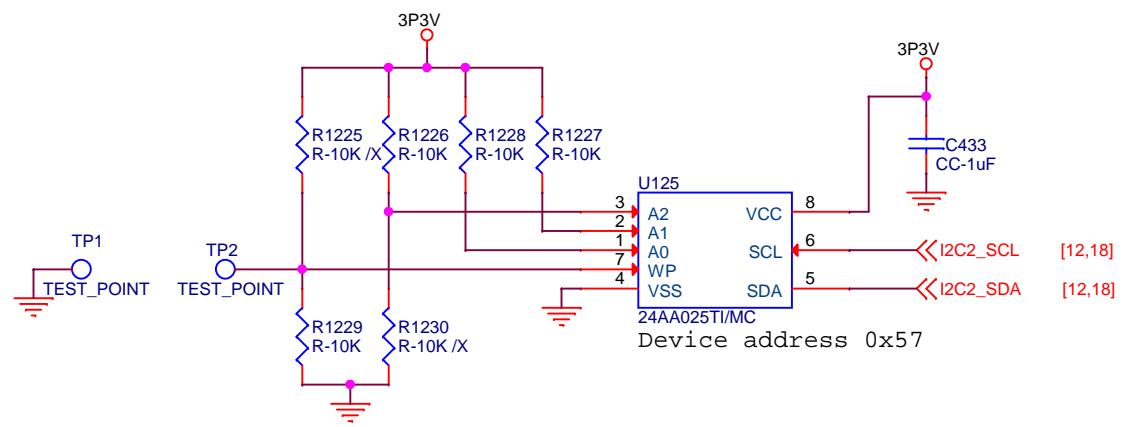 3P3V
3P3V
R1225
R-10K /X
R1226
R-10K
R1228
R-10K
R1227
R-10K
C433
CC-1uF
U125
3 A2
2 A1
1 A0
7 WP
4 VSS
VCC 8
SCL 6
SDA 5
I2C2_SCL [12,18]
I2C2_SDA [12,18]
TP1
TEST_POINT
TP2
TEST_POINT
24AA025TI/MC
Device address 0x57
R1229
R-10K
R1230
R-10K /X